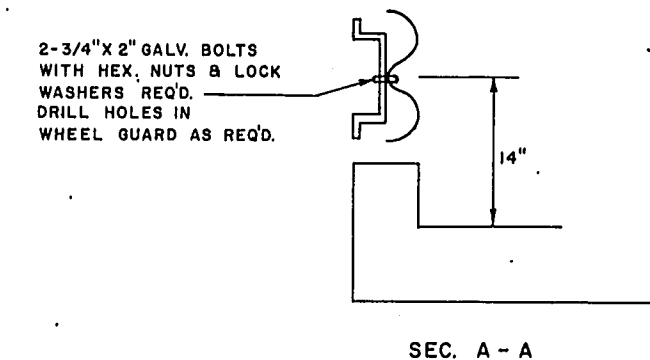 2-3/4"X 2" GALV. BOLTS
WITH HEX. NUTS & LOCK
WASHERS REQ'D.
DRILL HOLES IN
WHEEL GUARD AS REQ'D.
14"
SEC. A-A